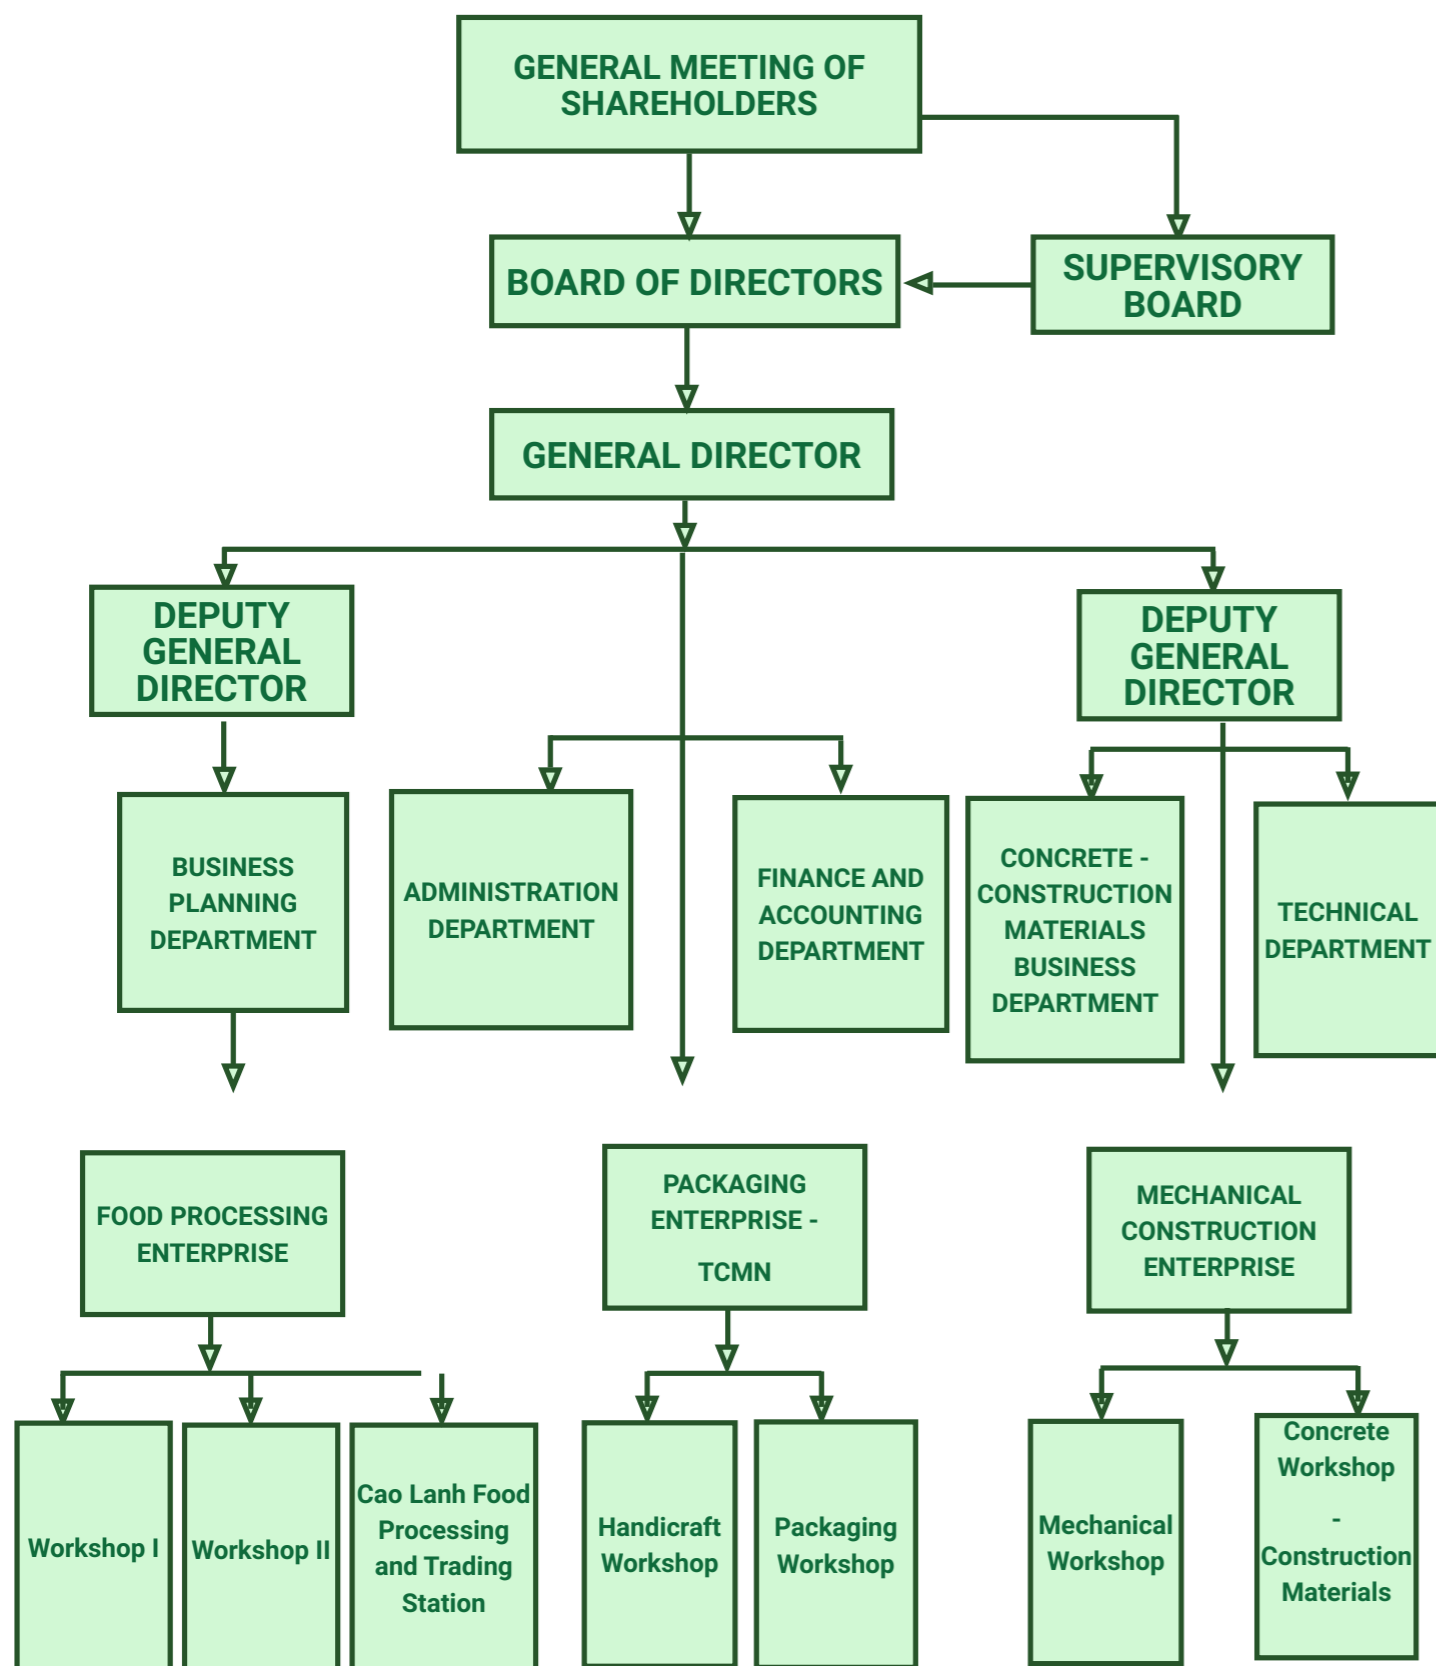 GENERAL MEETING OF
SHAREHOLDERS
BOARD OF DIRECTORS
SUPERVISORY
BOARD
GENERAL DIRECTOR
DEPUTY
GENERAL
DIRECTOR
DEPUTY
GENERAL
DIRECTOR
BUSINESS
PLANNING
DEPARTMENT
ADMINISTRATION
DEPARTMENT
FINANCE AND
ACCOUNTING
DEPARTMENT
CONCRETE -
CONSTRUCTION
MATERIALS
BUSINESS
DEPARTMENT
TECHNICAL
DEPARTMENT
FOOD PROCESSING
ENTERPRISE
PACKAGING
ENTERPRISE -
TCMN
MECHANICAL
CONSTRUCTION
ENTERPRISE
Workshop I
Workshop II
Cao Lanh Food
Processing
and Trading
Station
Handicraft
Workshop
Packaging
Workshop
Mechanical
Workshop
Concrete
Workshop
-
Construction
Materials